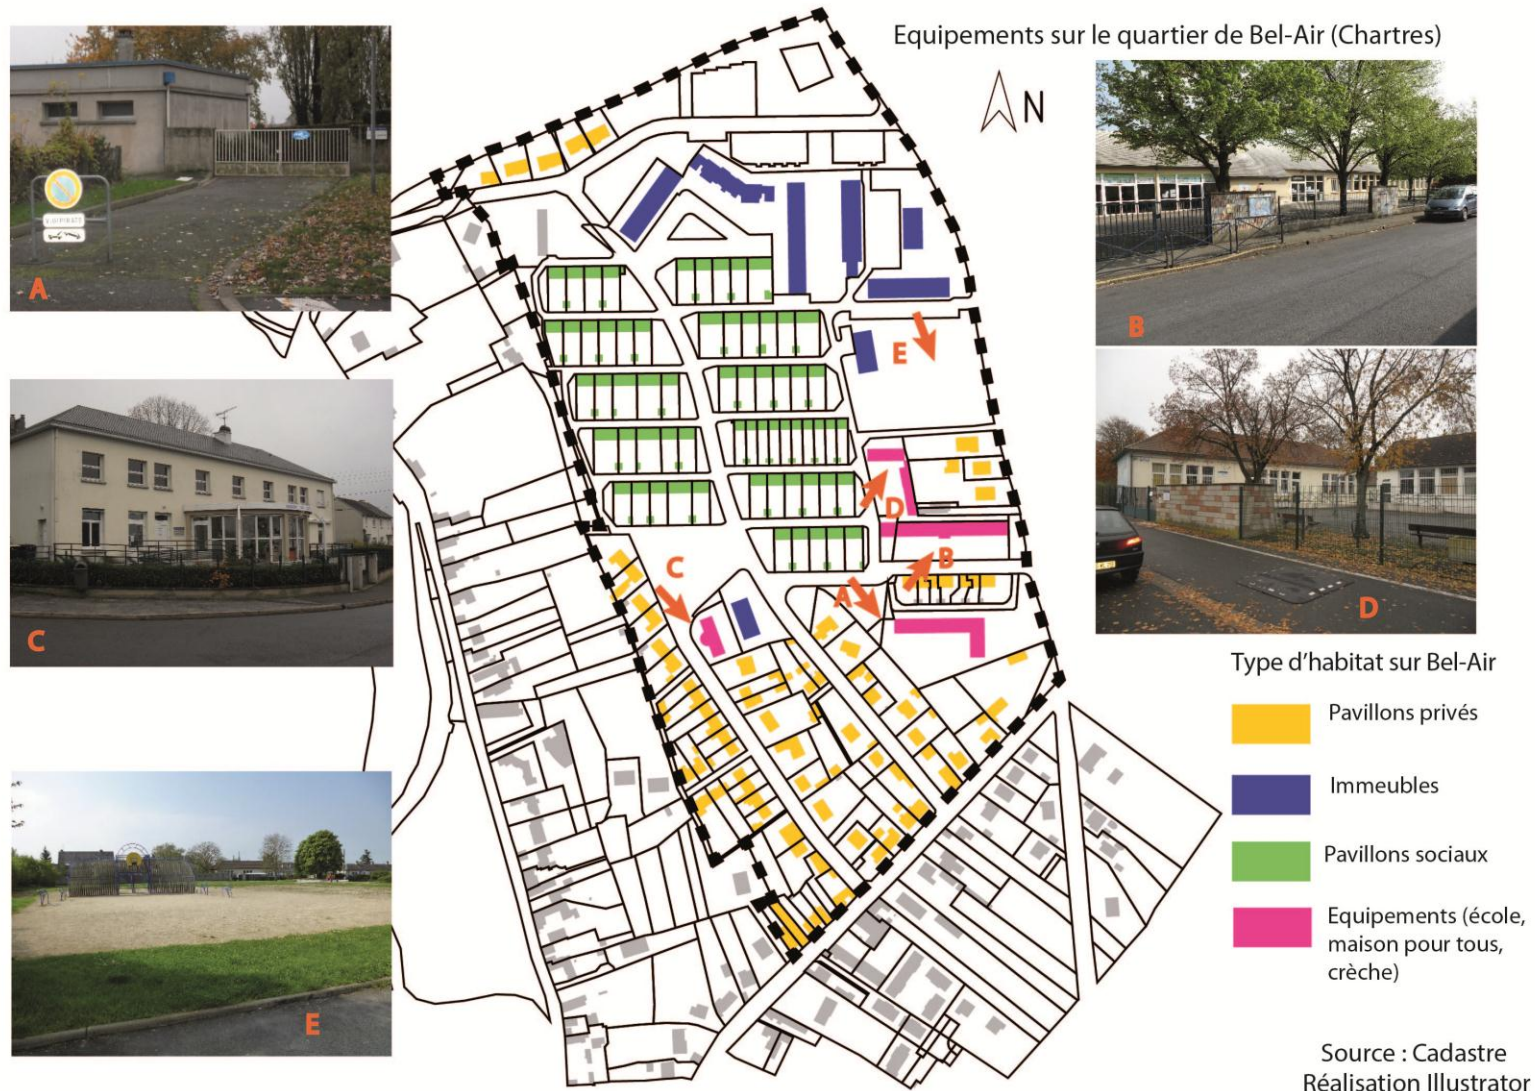 Equipements sur le quartier de Bel-Air (Chartres)
N
A
B
C
D
E
E
D
B
C
A
Type d'habitat sur Bel-Air
Pavillons privés
Immeubles
Pavillons sociaux
Equipements (école,
maison pour tous,
crèche)
Source : Cadastre
Réalisation Illustrator